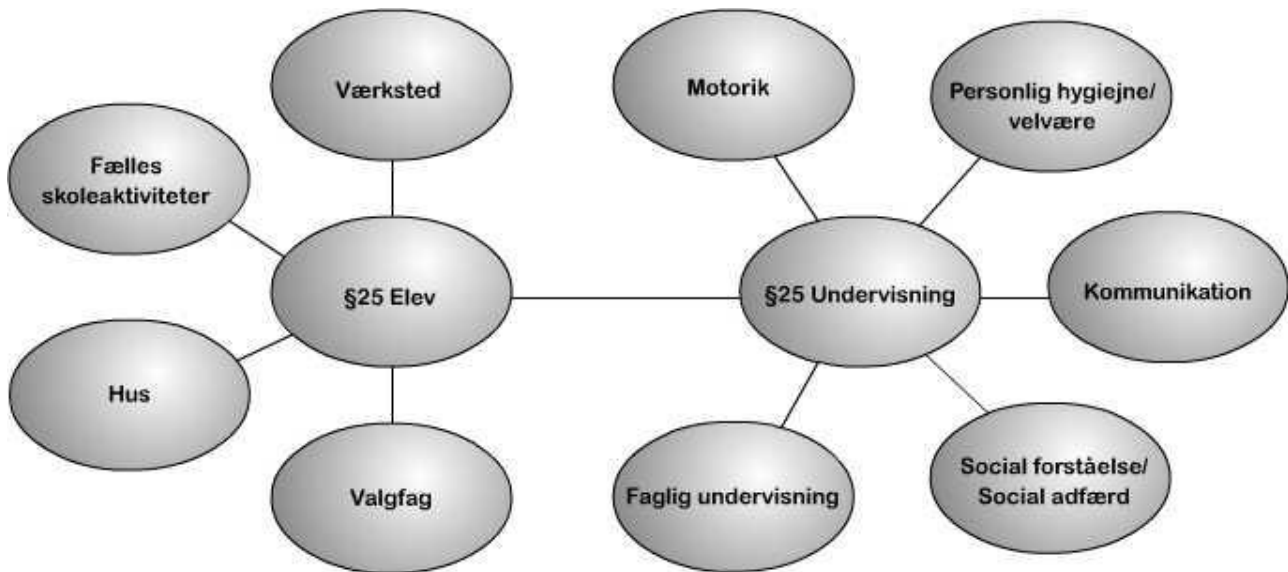 Værksted
Motorik
Personlig hygiejne/
velvære
Fælles
skoleaktiviteter
§25 Elev
§25 Undervisning
Kommunikation
Hus
Valgfag
Faglig undervisning
Social forståelse/
Social adfærd